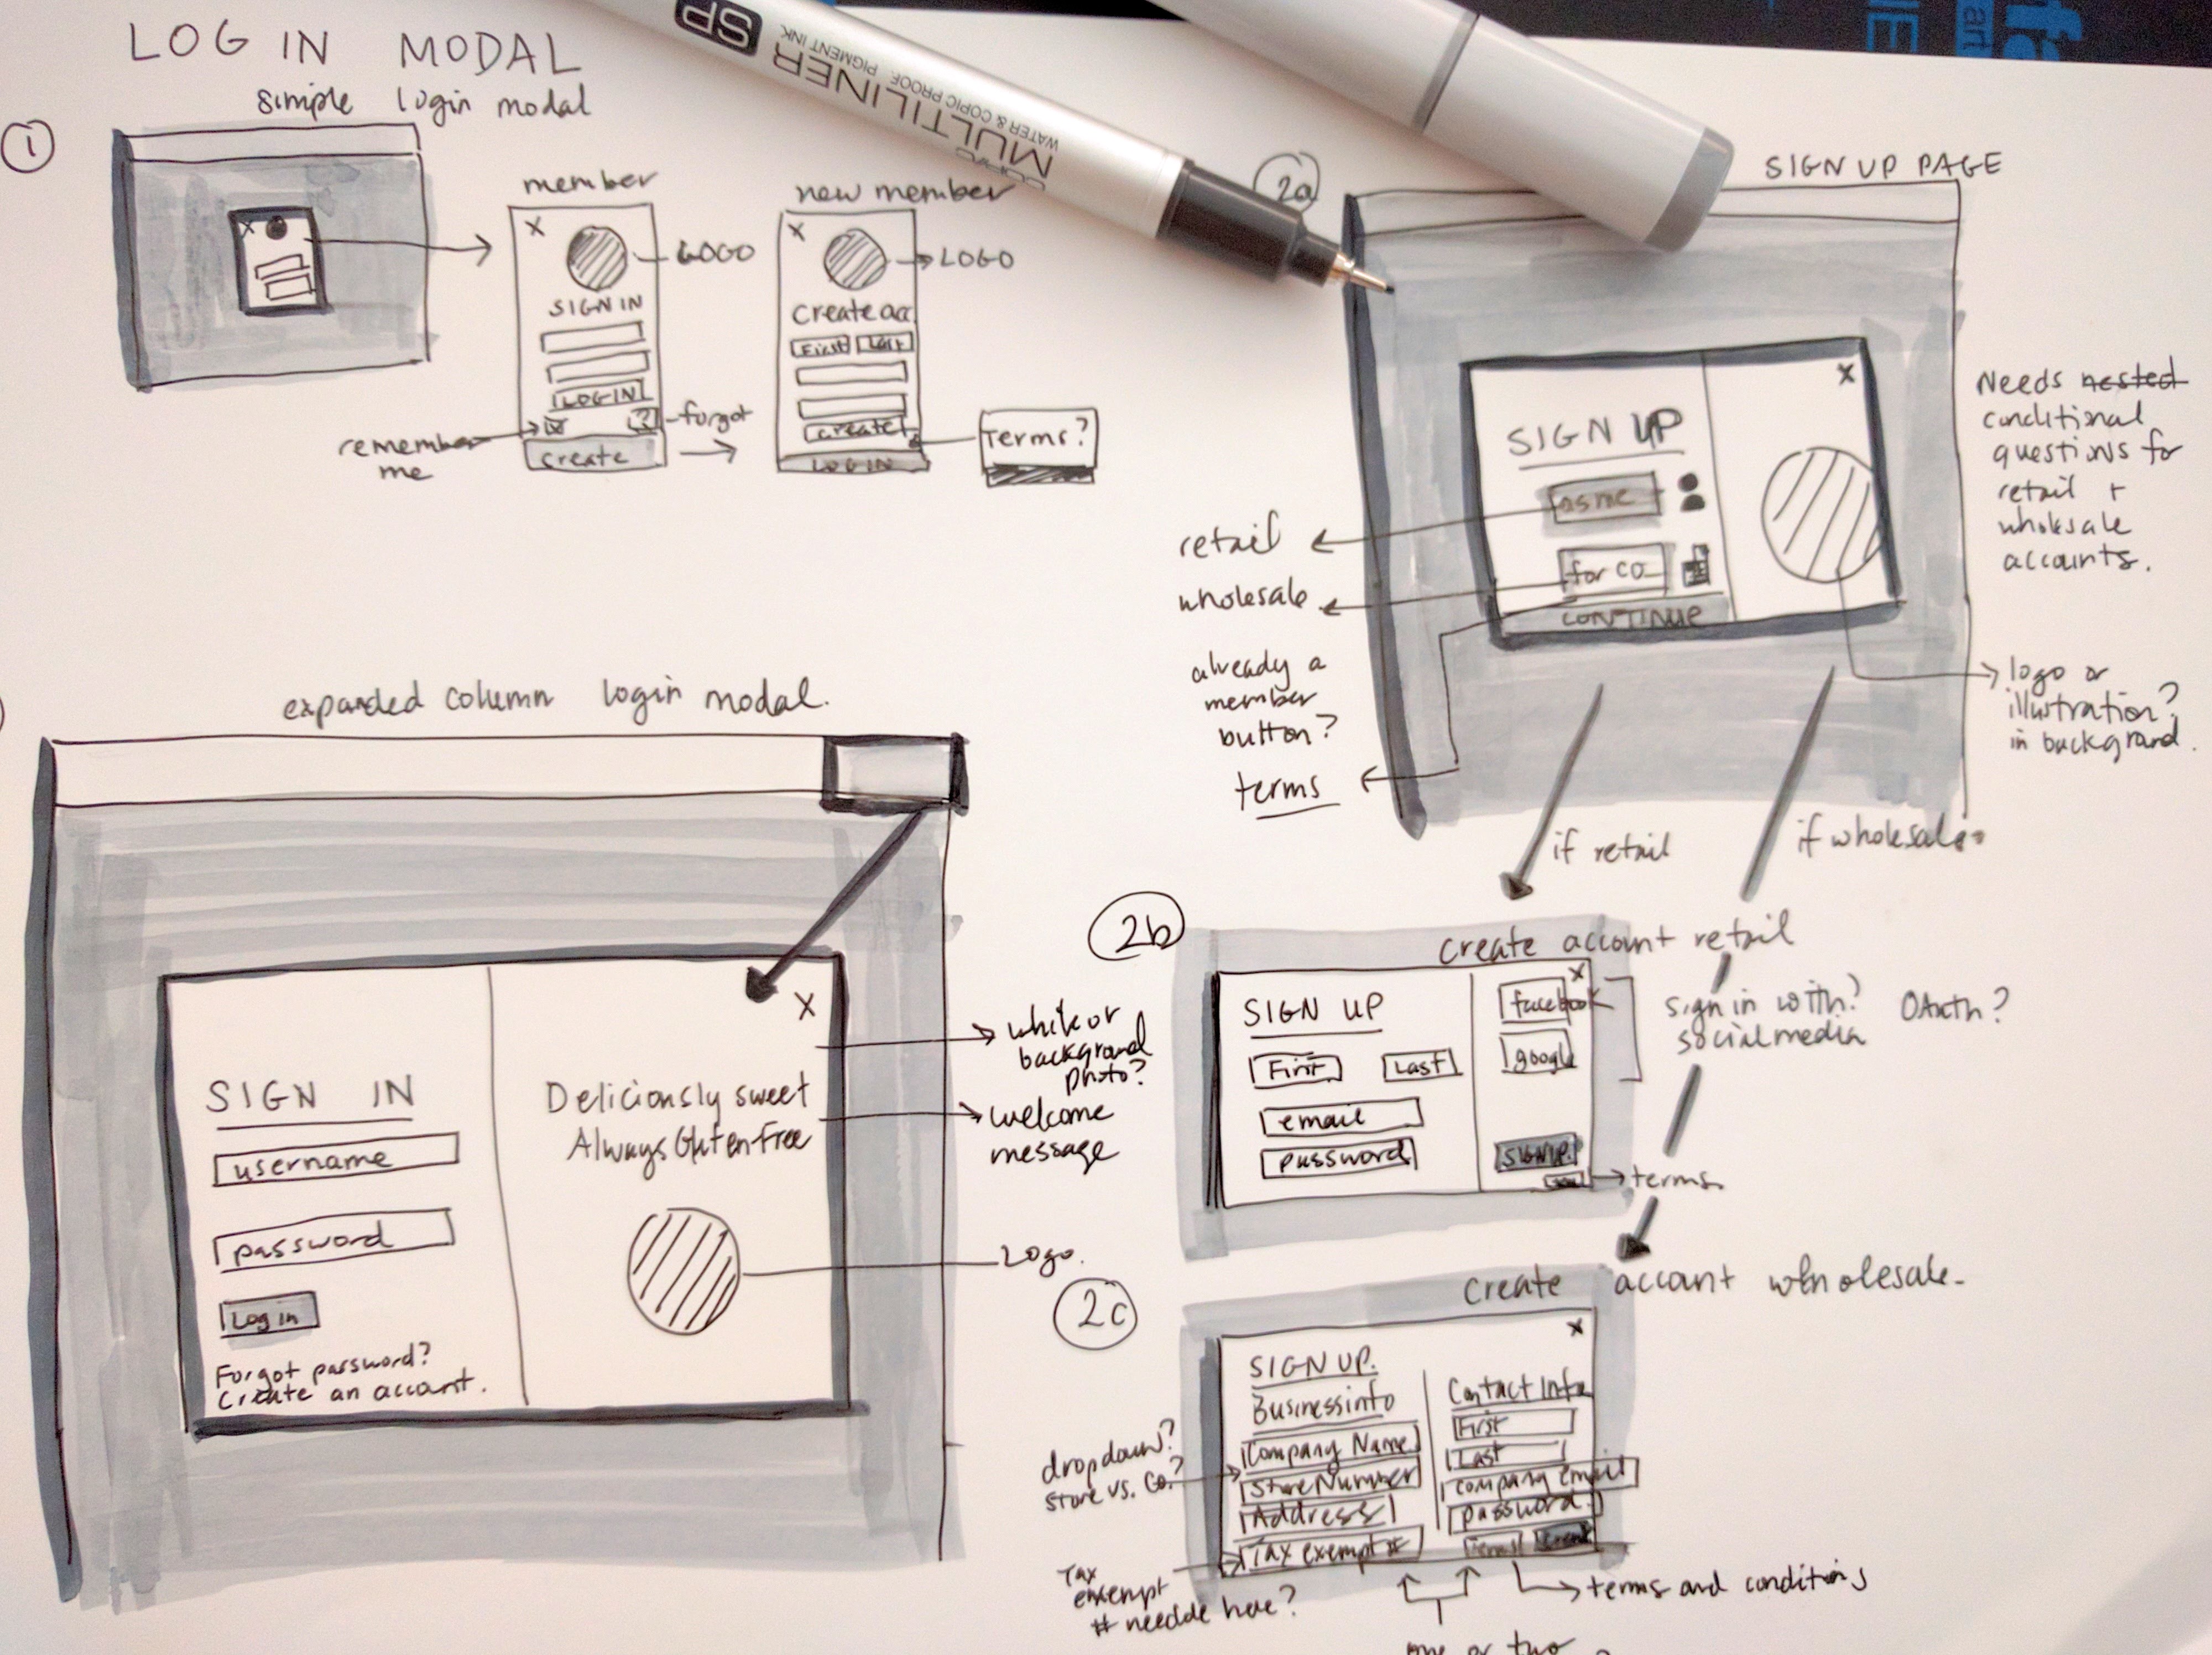 LOG IN MODAL
simple login modal
1
member
X
LOGO
SIGN IN
LOGIN
?
forgot
remember
me
create
new member
X
LOGO
create acc
First Last
create
LOG IN
Terms?
SP
COPIC
MULTILINER
WATER & COPIC PROOF PIGMENT INK
2a
SIGN UP PAGE
X
SIGN UP
as me
for CO
CONTINUE
retail
wholesale
already a
member
button?
terms
Needs nested
conditional
questions for
retail +
wholesale
accounts.
logo or
illustration?
in background.
if retail
if wholesale
expanded column login modal.
X
SIGN IN
username
password
Log in
Forgot password?
Create an account.
Deliciously sweet
Always Gluten Free
white or
background
photo?
welcome
message
Logo.
2b
create account retail
X
SIGN UP
First Last
email
password
facebook
google
SIGN UP
sign in with?
social media
OAuth?
terms
2c
create account wholesale
X
SIGN UP.
Business info
Company Name
Store Number
Address
Tax exempt #
Contact Info
First
Last
company email
password
Terms
dropdown?
store vs. Co.?
Tax
exempt
# needde here?
terms and conditions
one or two